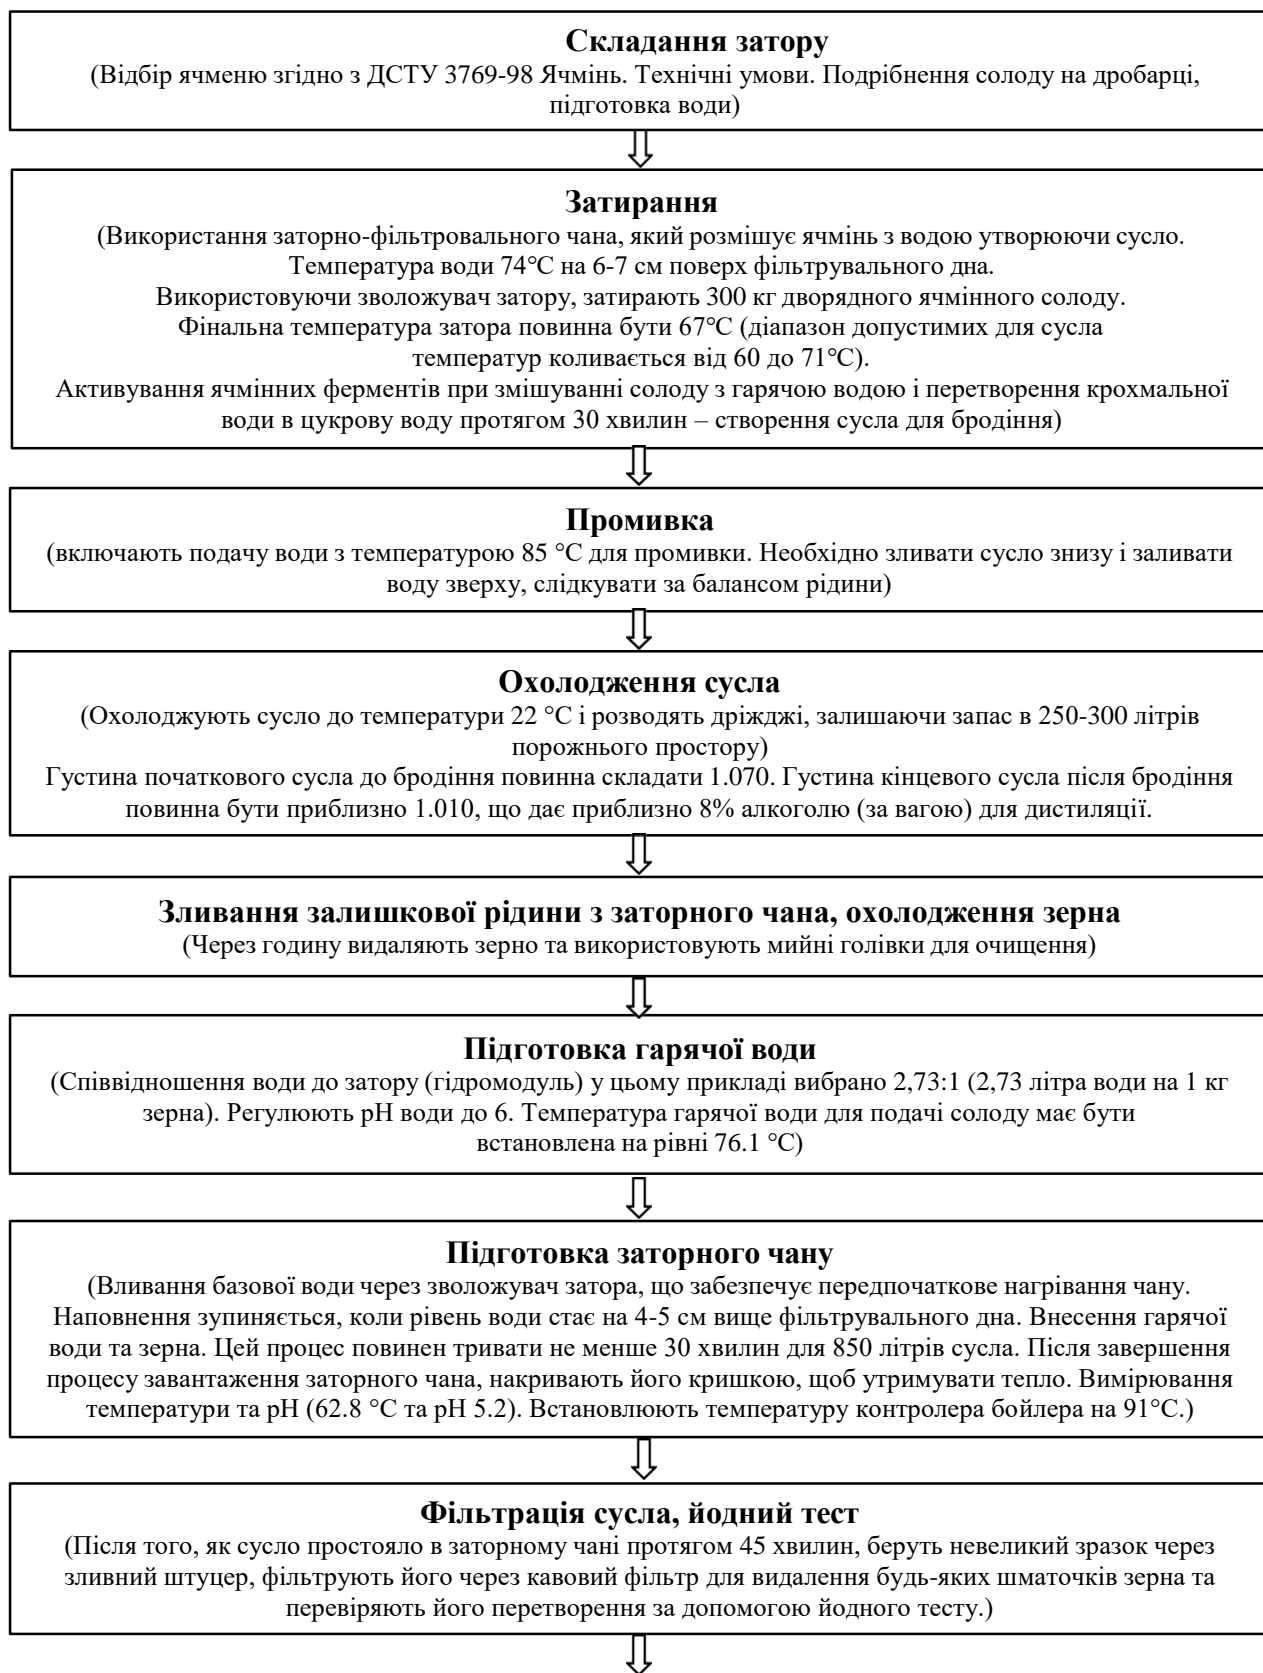 Складання затору
(Відбір ячменю згідно з ДСТУ 3769-98 Ячмінь. Технічні умови. Подрібнення солоду на дробарці,
підготовка води)
Затирання
(Використання заторно-фільтровального чана, який розмішує ячмінь з водою утворюючи сусло.
Температура води 74℃ на 6-7 см поверх фільтрувального дна.
Використовуючи зволожувач затору, затирають 300 кг дворядного ячмінного солоду.
Фінальна температура затора повинна бути 67℃ (діапазон допустимих для сусла
температур коливається від 60 до 71℃).
Активування ячмінних ферментів при змішуванні солоду з гарячою водою і перетворення крохмальної
води в цукрову воду протягом 30 хвилин – створення сусла для бродіння)
Промивка
(включають подачу води з температурою 85 °C для промивки. Необхідно зливати сусло знизу і заливати
воду зверху, слідкувати за балансом рідини)
Охолодження сусла
(Охолоджують сусло до температури 22 °C і розводять дріжджі, залишаючи запас в 250-300 літрів
порожнього простору)
Густина початкового сусла до бродіння повинна складати 1.070. Густина кінцевого сусла після бродіння
повинна бути приблизно 1.010, що дає приблизно 8% алкоголю (за вагою) для дистиляції.
Зливання залишкової рідини з заторного чана, охолодження зерна
(Через годину видаляють зерно та використовують мийні голівки для очищення)
Підготовка гарячої води
(Співвідношення води до затору (гідромодуль) у цьому прикладі вибрано 2,73:1 (2,73 літра води на 1 кг
зерна). Регулюють pH води до 6. Температура гарячої води для подачі солоду має бути
встановлена на рівні 76.1 °C)
Підготовка заторного чану
(Вливання базової води через зволожувач затора, що забезпечує передпочаткове нагрівання чану.
Наповнення зупиняється, коли рівень води стає на 4-5 см вище фільтрувального дна. Внесення гарячої
води та зерна. Цей процес повинен тривати не менше 30 хвилин для 850 літрів сусла. Після завершення
процесу завантаження заторного чана, накривають його кришкою, щоб утримувати тепло. Вимірювання
температури та pH (62.8 °C та pH 5.2). Встановлюють температуру контролера бойлера на 91°C.)
Фільтрація сусла, йодний тест
(Після того, як сусло простояло в заторному чані протягом 45 хвилин, беруть невеликий зразок через
зливний штуцер, фільтрують його через кавовий фільтр для видалення будь-яких шматочків зерна та
перевіряють його перетворення за допомогою йодного тесту.)